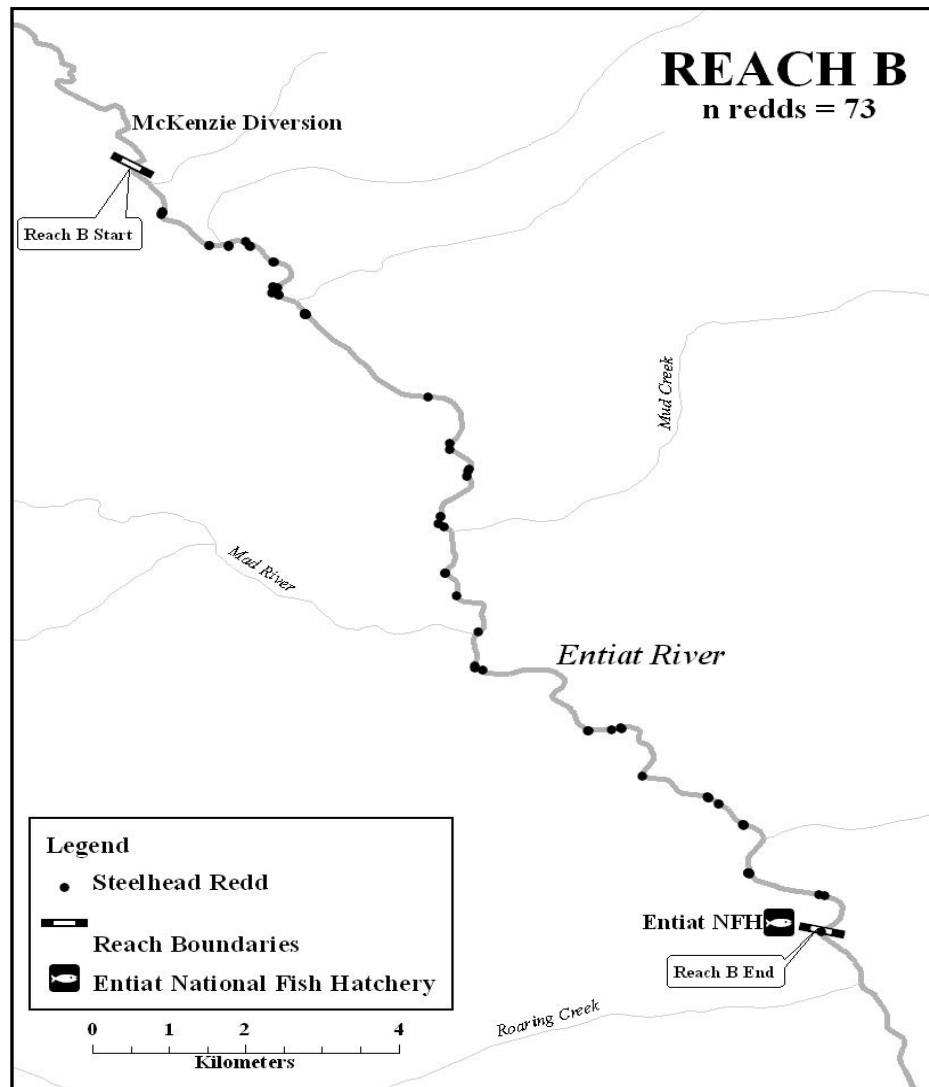 REACH B
n redds = 73
McKenzie Diversion
Reach B Start
Mud Creek
Mad River
Entiat River
Legend
Steelhead Redd
Reach Boundaries
Entiat National Fish Hatchery
Entiat NFH
Reach B End
Roaring Creek
0 1 2 4
Kilometers